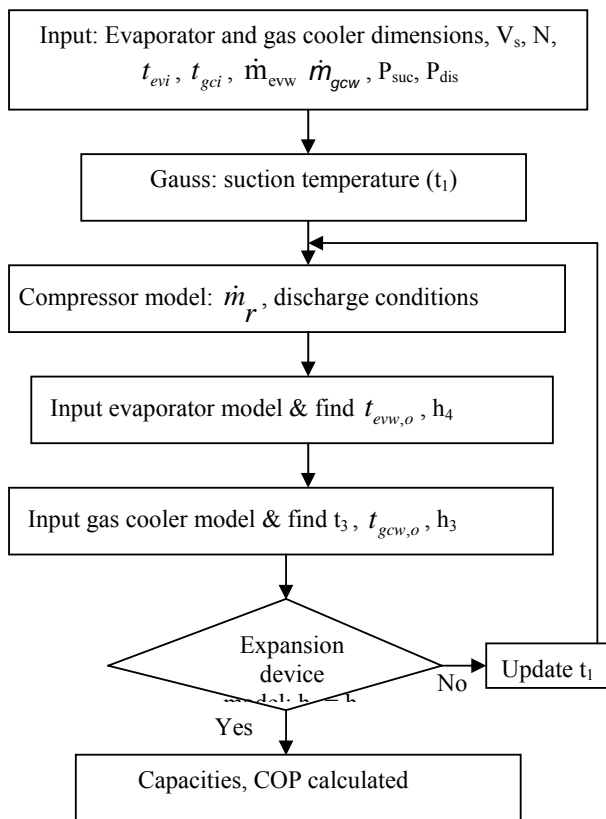 Input: Evaporator and gas cooler dimensions, Vs, N,
tevi, tgci, ṁevw ṁgcw, Psuc, Pdis
Gauss: suction temperature (t1)
Compressor model: ṁr, discharge conditions
Input evaporator model & find tevw,o, h4
Input gas cooler model & find t3, tgcw,o, h3
Expansion
device
model: h = h
No
Update t1
Yes
Capacities, COP calculated